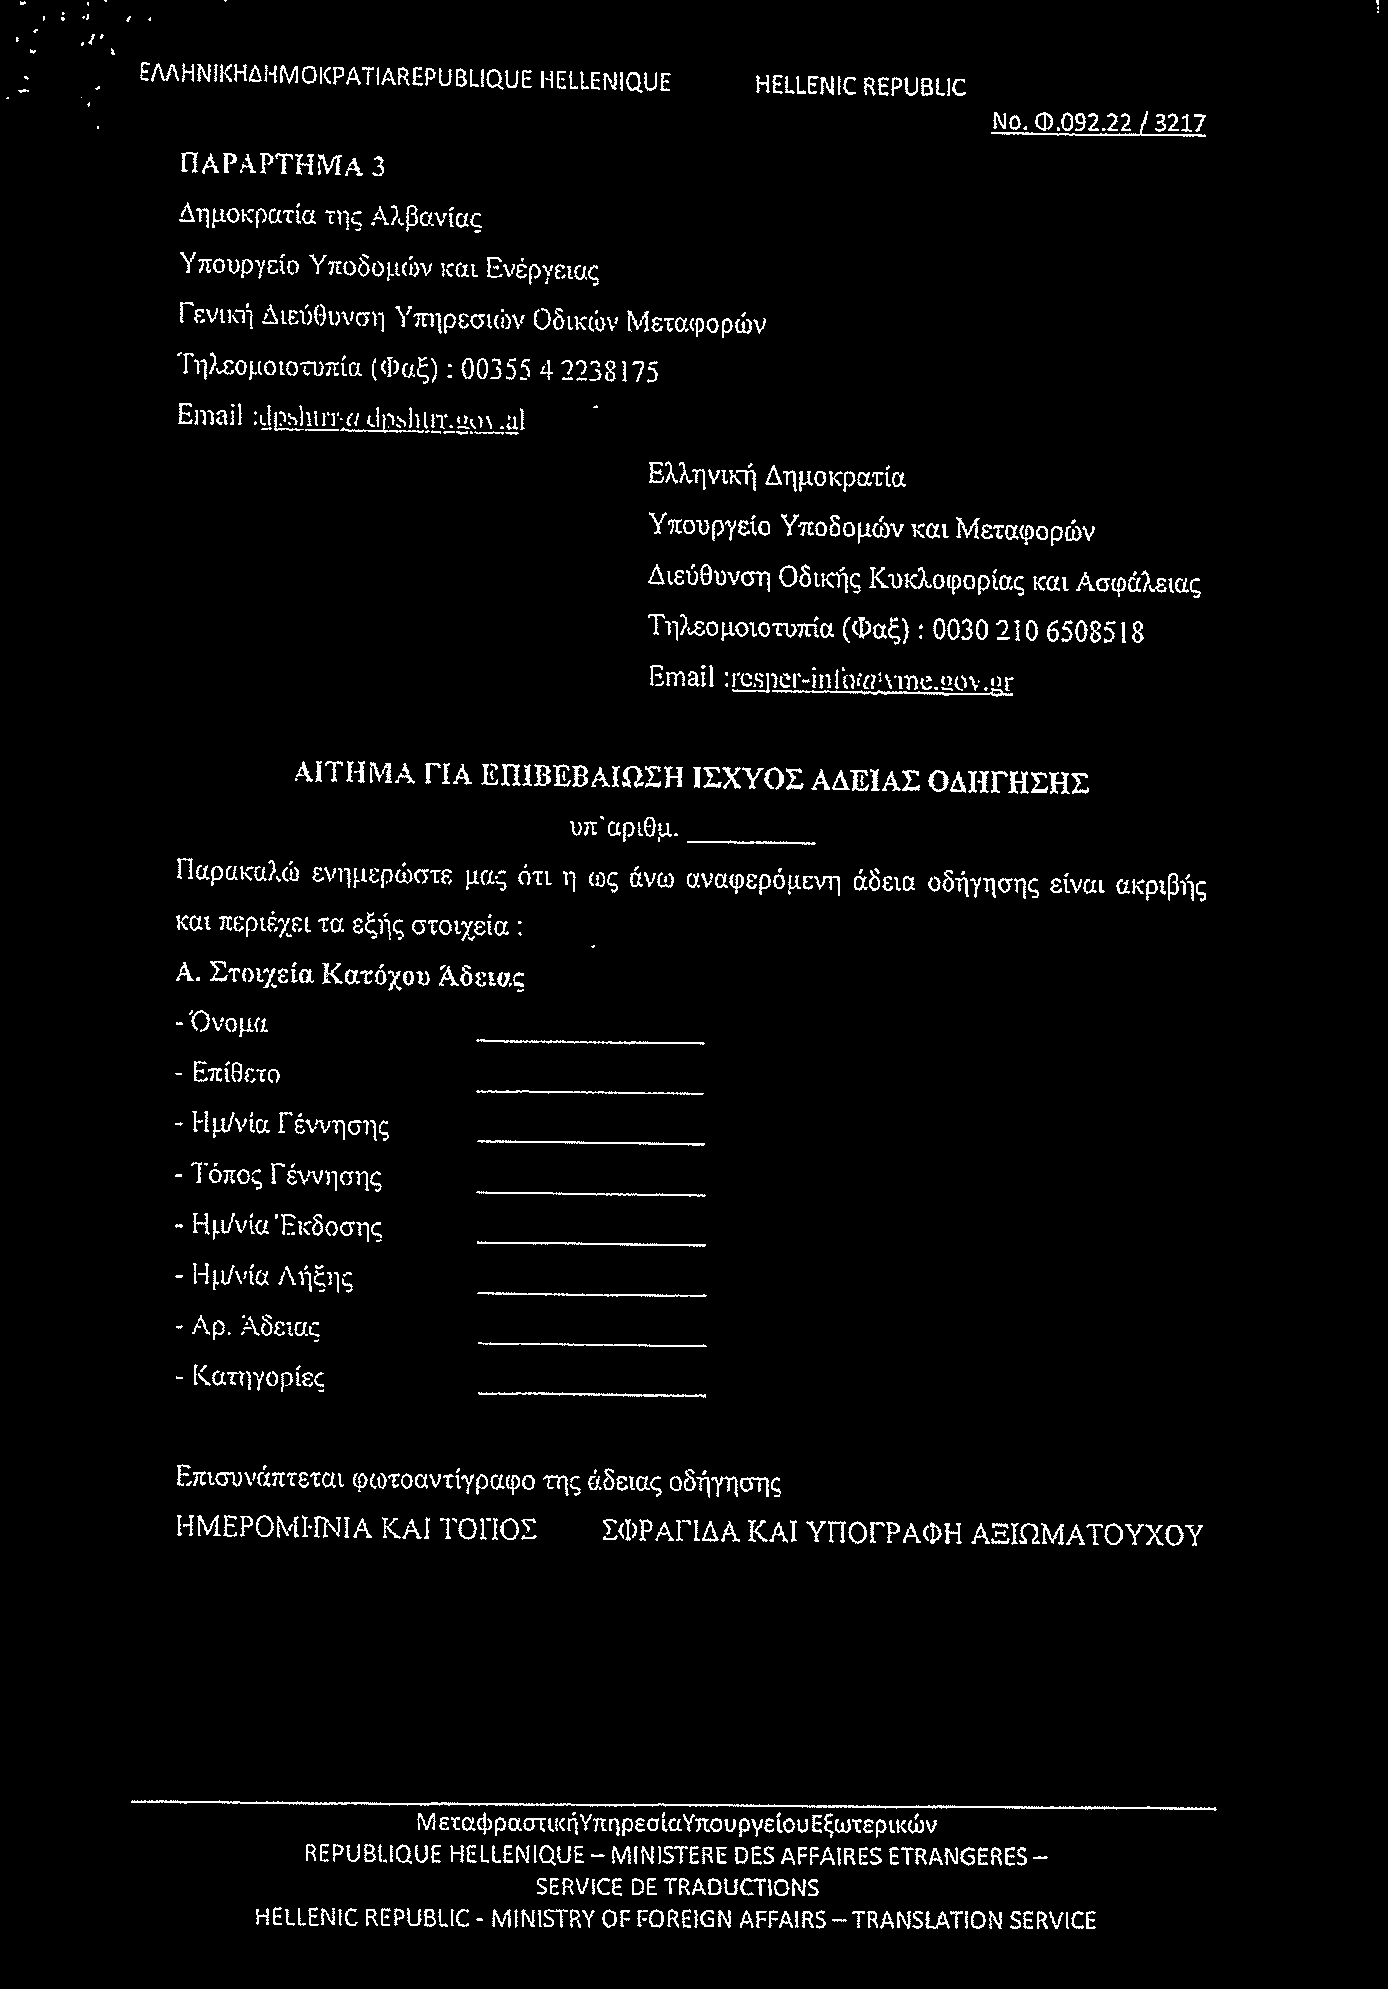 ΕΛΛΗΝΙΚΗΔΗΜΟΚΡΑΤΙΑREPUBLIQUE HELLENIQUE HELLENIC REPUBLIC
No. Φ.092.22 / 3217
ΠΑΡΑΡΤΗΜΑ 3
Δημοκρατία της Αλβανίας
Υπουργείο Υποδομών και Ενέργειας
Γενική Διεύθυνση Υπηρεσιών Οδικών Μεταφορών
Τηλεομοιοτυπία (Φαξ) : 00355 4 2238175
Email :
Ελληνική Δημοκρατία
Υπουργείο Υποδομών και Μεταφορών
Διεύθυνση Οδικής Κυκλοφορίας και Ασφάλειας
Τηλεομοιοτυπία (Φαξ) : 0030 210 6508518
Email :
ΑΙΤΗΜΑ ΓΙΑ ΕΠΙΒΕΒΑΙΩΣΗ ΙΣΧΥΟΣ ΑΔΕΙΑΣ ΟΔΗΓΗΣΗΣ
υπ'αριθμ. ________
Παρακαλώ ενημερώστε μας ότι η ως άνω αναφερόμενη άδεια οδήγησης είναι ακριβής
και περιέχει τα εξής στοιχεία :
Α. Στοιχεία Κατόχου Άδειας
- Όνομα
- Επίθετο
- Ημ/νία Γέννησης
- Τόπος Γέννησης
- Ημ/νία Έκδοσης
- Ημ/νία Λήξης
- Αρ. Άδειας
- Κατηγορίες
Επισυνάπτεται φωτοαντίγραφο της άδειας οδήγησης
ΗΜΕΡΟΜΗΝΙΑ ΚΑΙ ΤΟΠΟΣ ΣΦΡΑΓΙΔΑ ΚΑΙ ΥΠΟΓΡΑΦΗ ΑΞΙΩΜΑΤΟΥΧΟΥ
ΜεταφραστικήΥπηρεσίαΥπουργείουΕξωτερικών
REPUBLIQUE HELLENIQUE – MINISTERE DES AFFAIRES ETRANGERES –
SERVICE DE TRADUCTIONS
HELLENIC REPUBLIC - MINISTRY OF FOREIGN AFFAIRS – TRANSLATION SERVICE